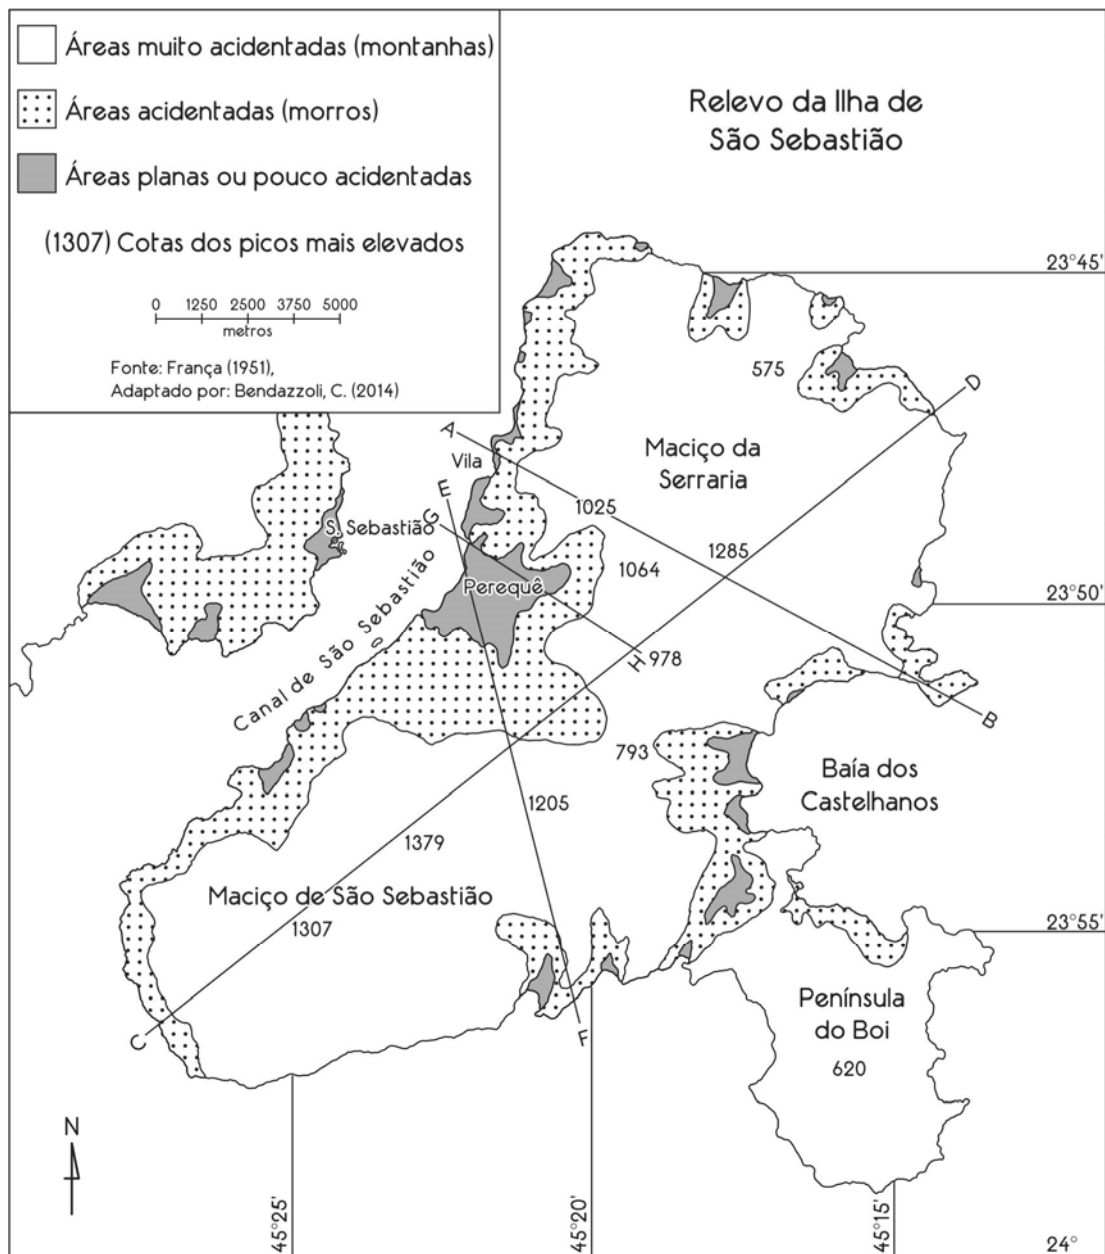 Áreas muito acidentadas (montanhas)
Áreas acidentadas (morros)
Áreas planas ou pouco acidentadas
(1307) Cotas dos picos mais elevados
0 1250 2500 3750 5000
metros
Fonte: França (1951),
Adaptado por: Bendazzoli, C. (2014)
Relevo da Ilha de
São Sebastião
23°45'
575
D
A
Vila
Maciço da
Serraria
E
1025
G
S. Sebastião
1285
1064
Perequê
23°50'
Canal de São Sebastião
H
978
B
793
Baía dos
Castelhanos
1205
1379
Maciço de São Sebastião
1307
23°55'
Península
do Boi
620
C
F
N
45°25'
45°20'
45°15'
24°